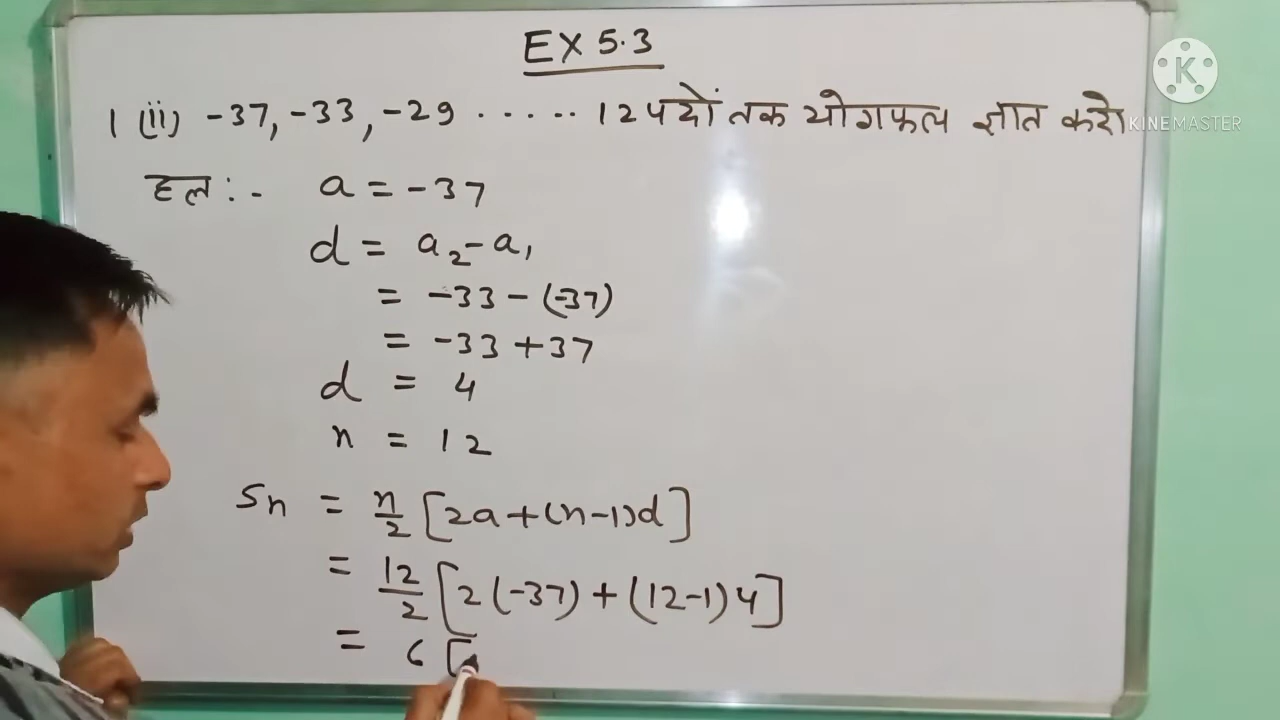 EX 5.3
1 (ii) -37, -33, -29 ..... 12 पदों तक योगफल ज्ञात करो
हल :- a = -37
d = a₂ - a₁
= -33 - (-37)
= -33 + 37
d = 4
n = 12
Sn = n/2 [2a + (n-1)d]
= 12/2 [2(-37) + (12-1)4]
= 6 [
K
KINEMASTER